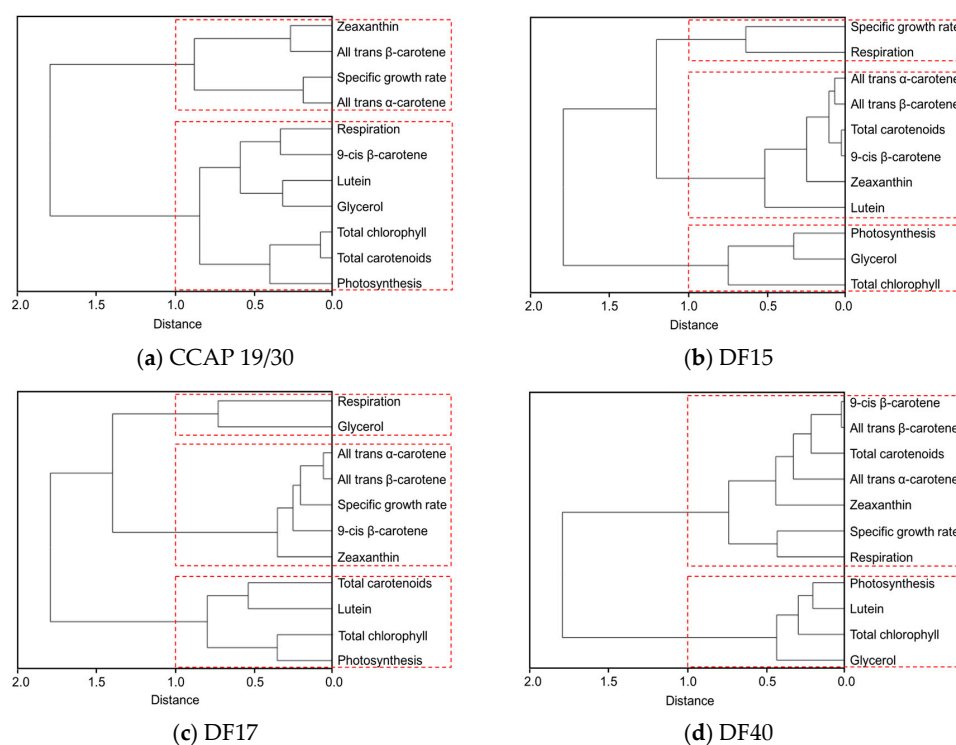 Zeaxanthin
All trans β-carotene
Specific growth rate
All trans α-carotene
Respiration
9-cis β-carotene
Lutein
Glycerol
Total chlorophyll
Total carotenoids
Photosynthesis
2.0 1.5 1.0 0.5 0.0
Distance
(a) CCAP 19/30
Specific growth rate
Respiration
All trans α-carotene
All trans β-carotene
Total carotenoids
9-cis β-carotene
Zeaxanthin
Lutein
Photosynthesis
Glycerol
Total chlorophyll
2.0 1.5 1.0 0.5 0.0
Distance
(b) DF15
Respiration
Glycerol
All trans α-carotene
All trans β-carotene
Specific growth rate
9-cis β-carotene
Zeaxanthin
Total carotenoids
Lutein
Total chlorophyll
Photosynthesis
2.0 1.5 1.0 0.5 0.0
Distance
(c) DF17
9-cis β-carotene
All trans β-carotene
Total carotenoids
All trans α-carotene
Zeaxanthin
Specific growth rate
Respiration
Photosynthesis
Lutein
Total chlorophyll
Glycerol
2.0 1.5 1.0 0.5 0.0
Distance
(d) DF40